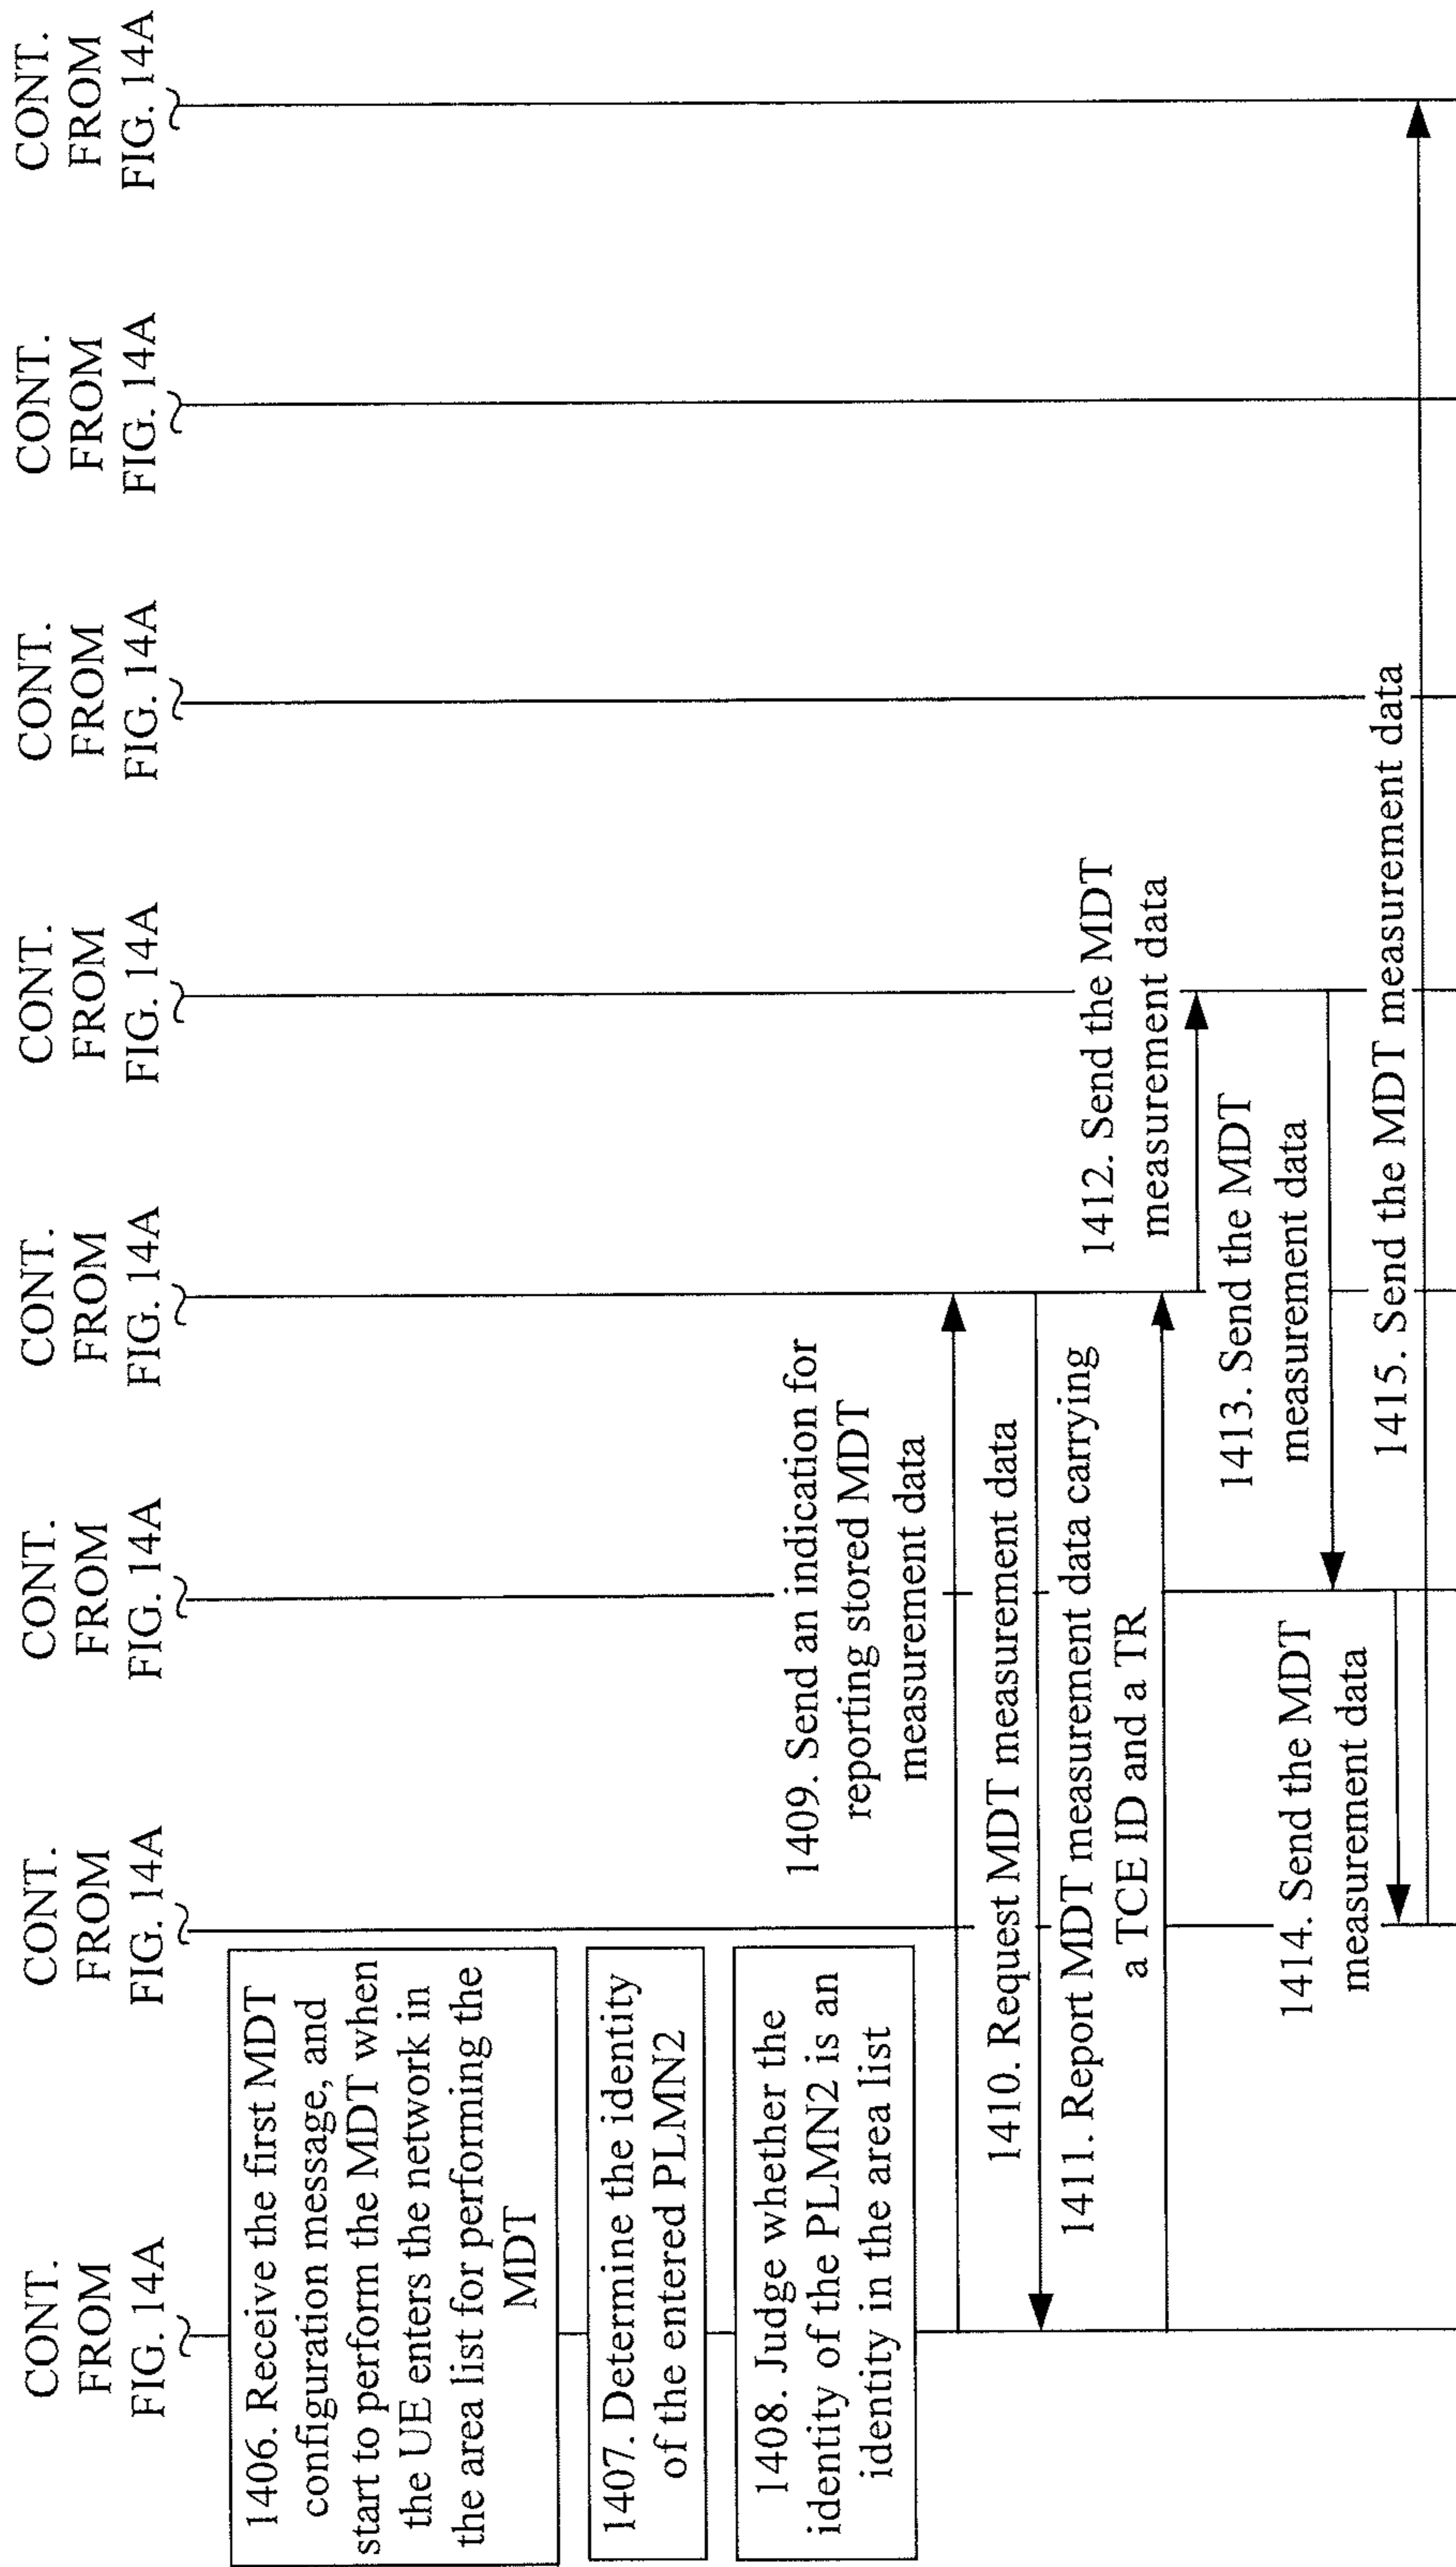 CONT.
FROM
FIG. 14A
CONT.
FROM
FIG. 14A
CONT.
FROM
FIG. 14A
CONT.
FROM
FIG. 14A
CONT.
FROM
FIG. 14A
CONT.
FROM
FIG. 14A
CONT.
FROM
FIG. 14A
CONT.
FROM
FIG. 14A
1406. Receive the first MDT
configuration message, and
start to perform the MDT when
the UE enters the network in
the area list for performing the
MDT
1407. Determine the identity
of the entered PLMN2
1408. Judge whether the
identity of the PLMN2 is an
identity in the area list
1409. Send an indication for
reporting stored MDT
measurement data
1410. Request MDT measurement data
1411. Report MDT measurement data carrying
a TCE ID and a TR
1412. Send the MDT
measurement data
1413. Send the MDT
measurement data
1414. Send the MDT
measurement data
1415. Send the MDT measurement data